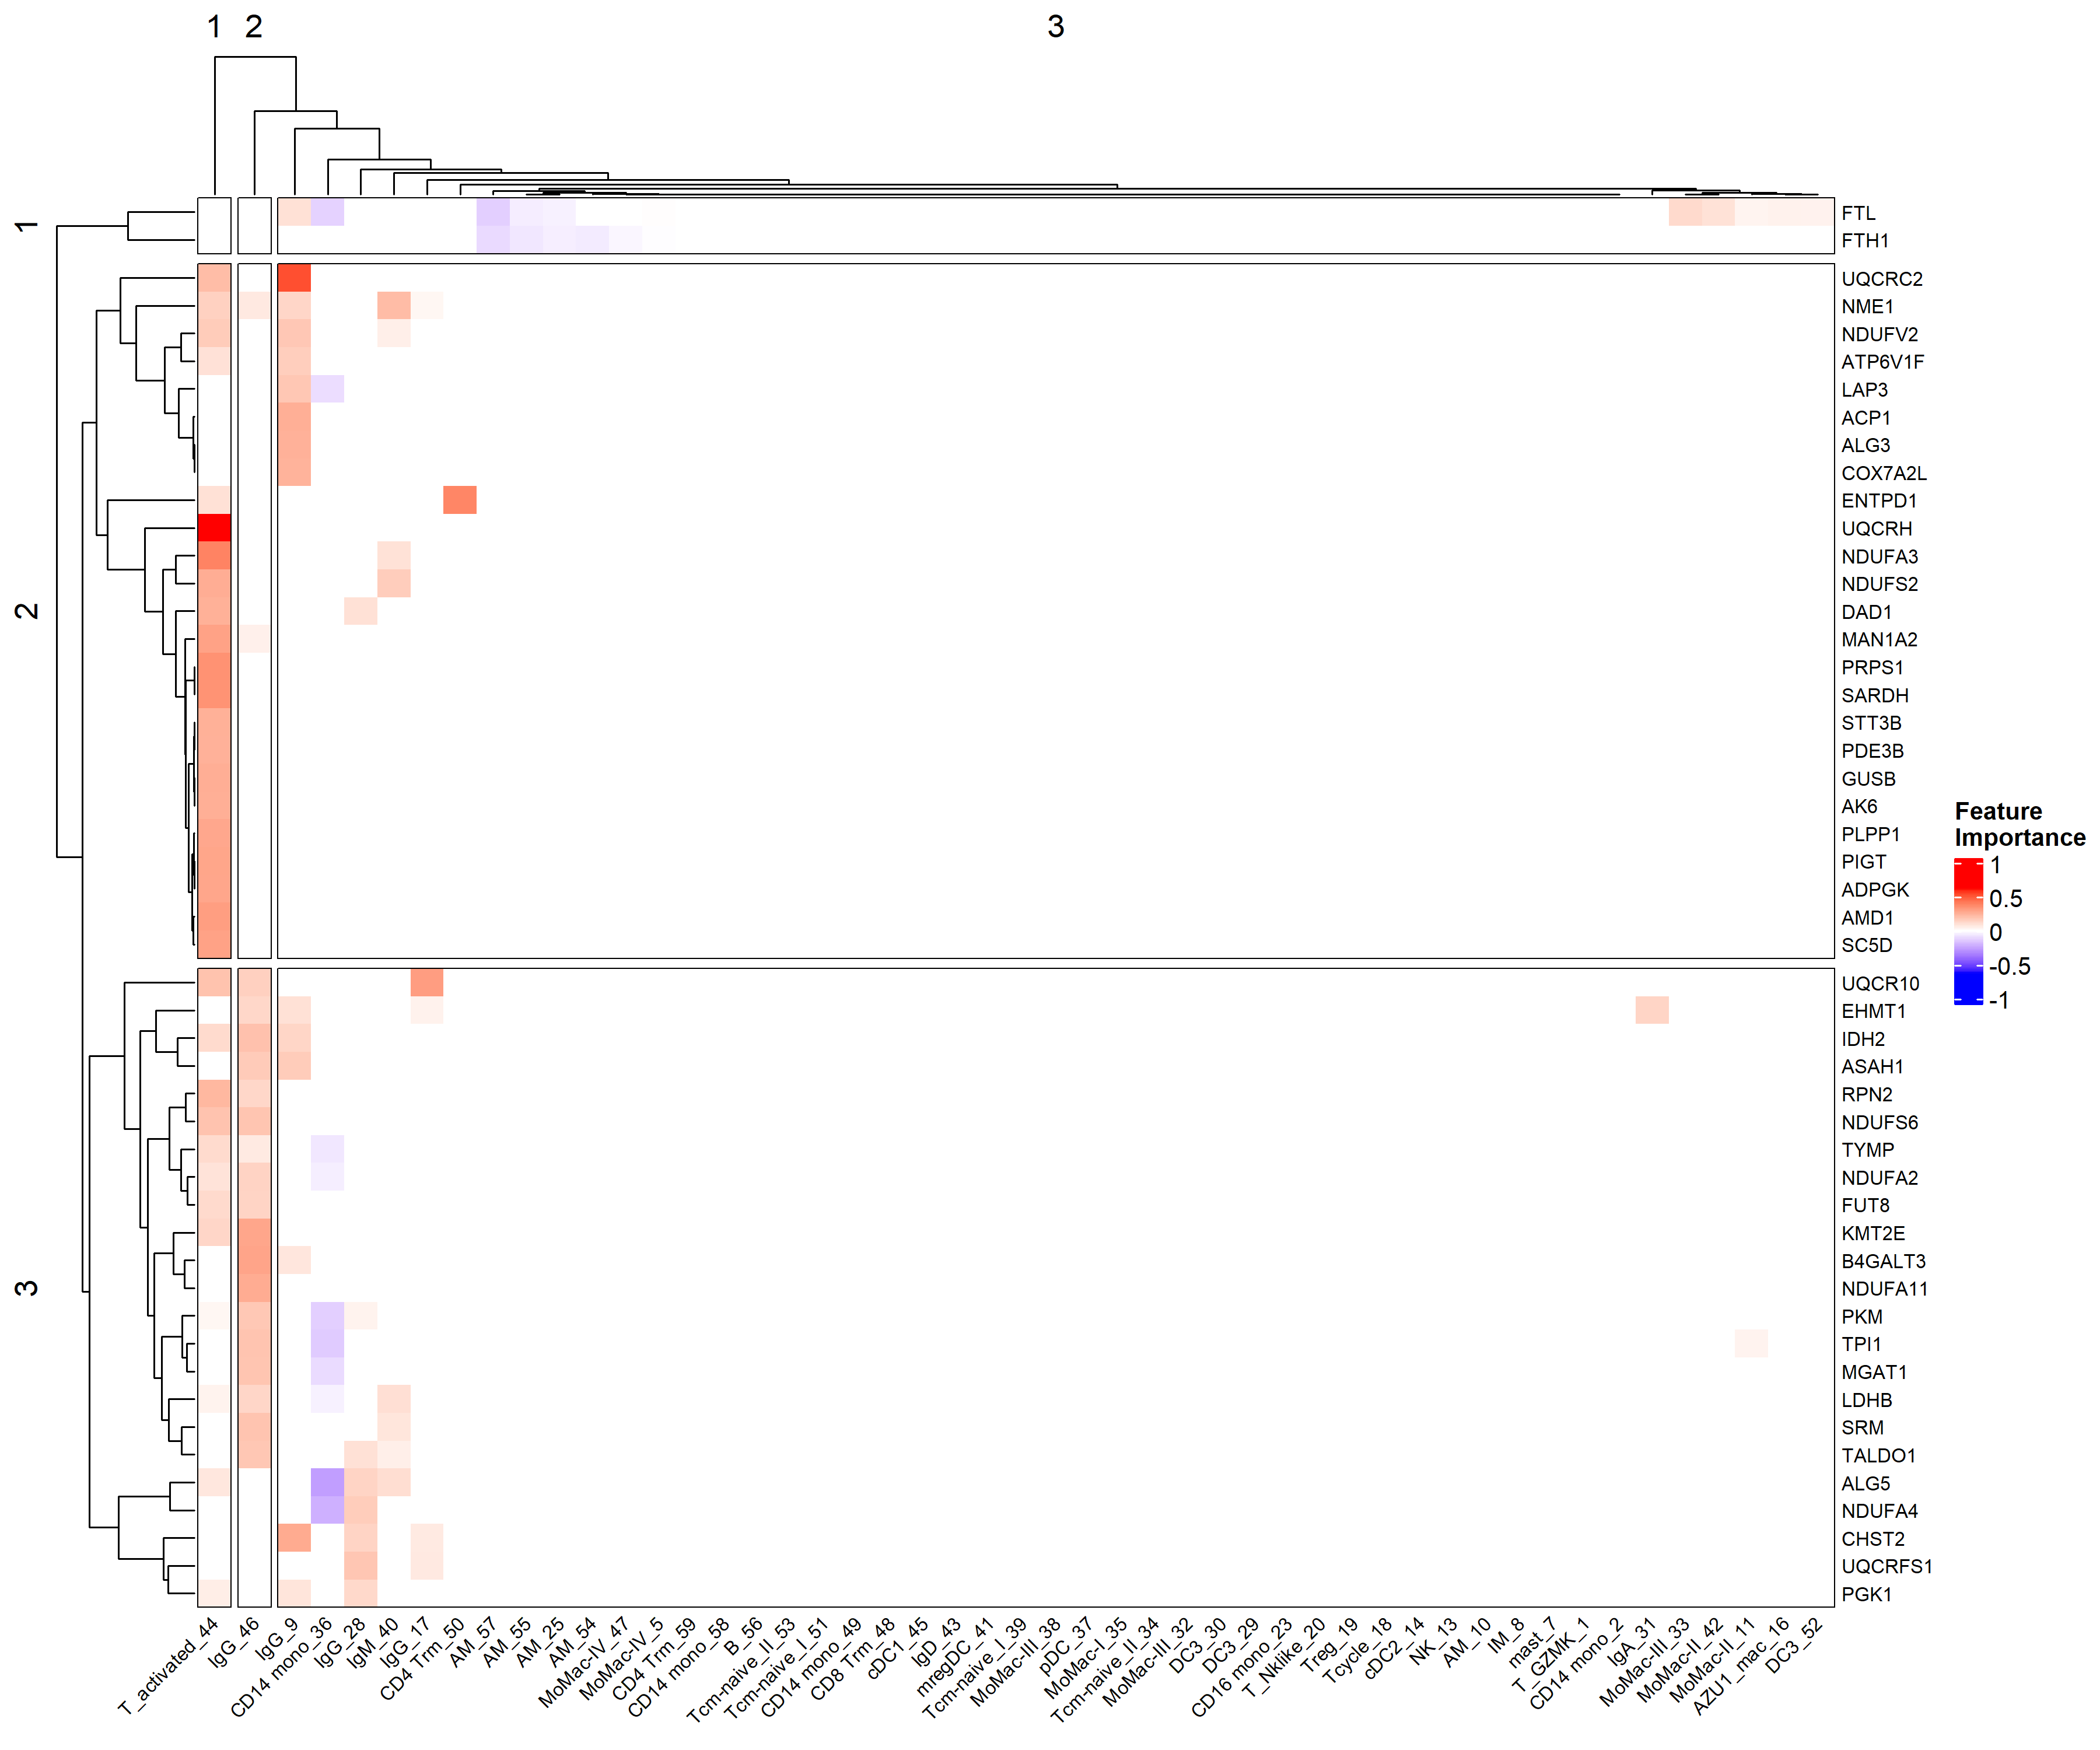 1 2 3
1
2
3
FTL
FTH1
UQCRC2
NME1
NDUFV2
ATP6V1F
LAP3
ACP1
ALG3
COX7A2L
ENTPD1
UQCRH
NDUFA3
NDUFS2
DAD1
MAN1A2
PRPS1
SARDH
STT3B
PDE3B
GUSB
AK6
PLPP1
PIGT
ADPGK
AMD1
SC5D
UQCR10
EHMT1
IDH2
ASAH1
RPN2
NDUFS6
TYMP
NDUFA2
FUT8
KMT2E
B4GALT3
NDUFA11
PKM
TPI1
MGAT1
LDHB
SRM
TALDO1
ALG5
NDUFA4
CHST2
UQCRFS1
PGK1
Feature
Importance
1
0.5
0
-0.5
-1
T_activated_44
IgG_46
IgG_9
CD14 mono_36
IgG_28
IgM_40
IgG_17
CD4 Trm_50
AM_57
AM_55
AM_25
AM_54
MoMac-IV_47
MoMac-IV_5
CD4 Trm_59
CD14 mono_58
B_56
Tcm-naive_II_53
Tcm-naive_I_51
CD14 mono_49
CD8 Trm_48
cDC1_45
IgD_43
mregDC_41
Tcm-naive_I_39
MoMac-III_38
pDC_37
MoMac-I_35
Tcm-naive_II_34
MoMac-III_32
DC3_30
DC3_29
CD16 mono_23
T_Nklike_20
Treg_19
Tcycle_18
cDC2_14
NK_13
AM_10
IM_8
mast_7
T_GZMK_1
CD14 mono_2
IgA_31
MoMac-III_33
MoMac-II_42
MoMac-II_11
AZU1_mac_16
DC3_52